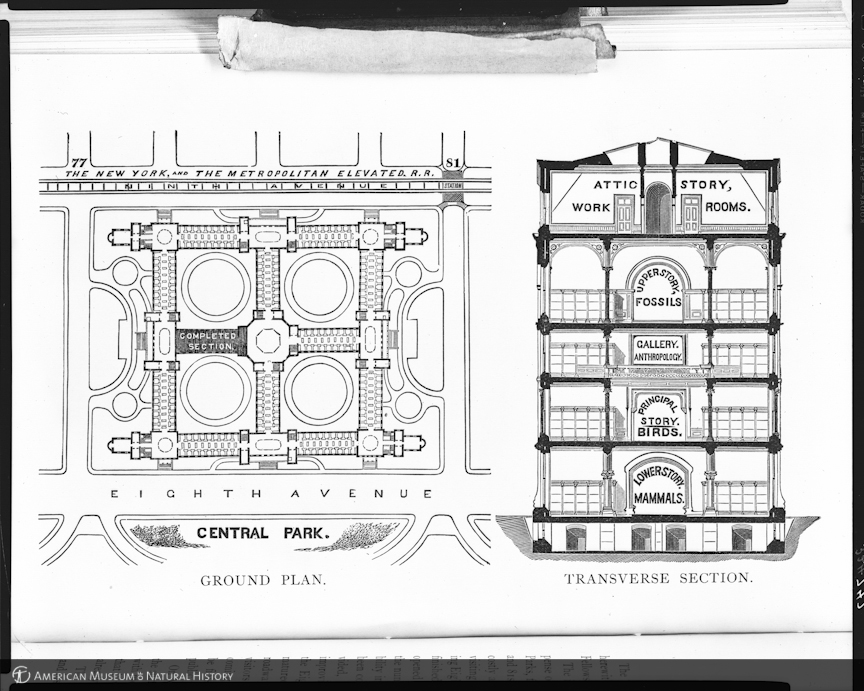 77
81
THE NEW YORK, AND THE METROPOLITAN ELEVATED. R.R.
NINTH AVENUE
STATION
COMPLETED
SECTION.
EIGHTH AVENUE
CENTRAL PARK.
GROUND PLAN.
ATTIC STORY,
WORK ROOMS.
UPPER STORY,
FOSSILS
GALLERY.
ANTHROPOLOGY.
PRINCIPAL
STORY.
BIRDS.
LOWER STORY.
MAMMALS.
TRANSVERSE SECTION.
AMERICAN MUSEUM & NATURAL HISTORY